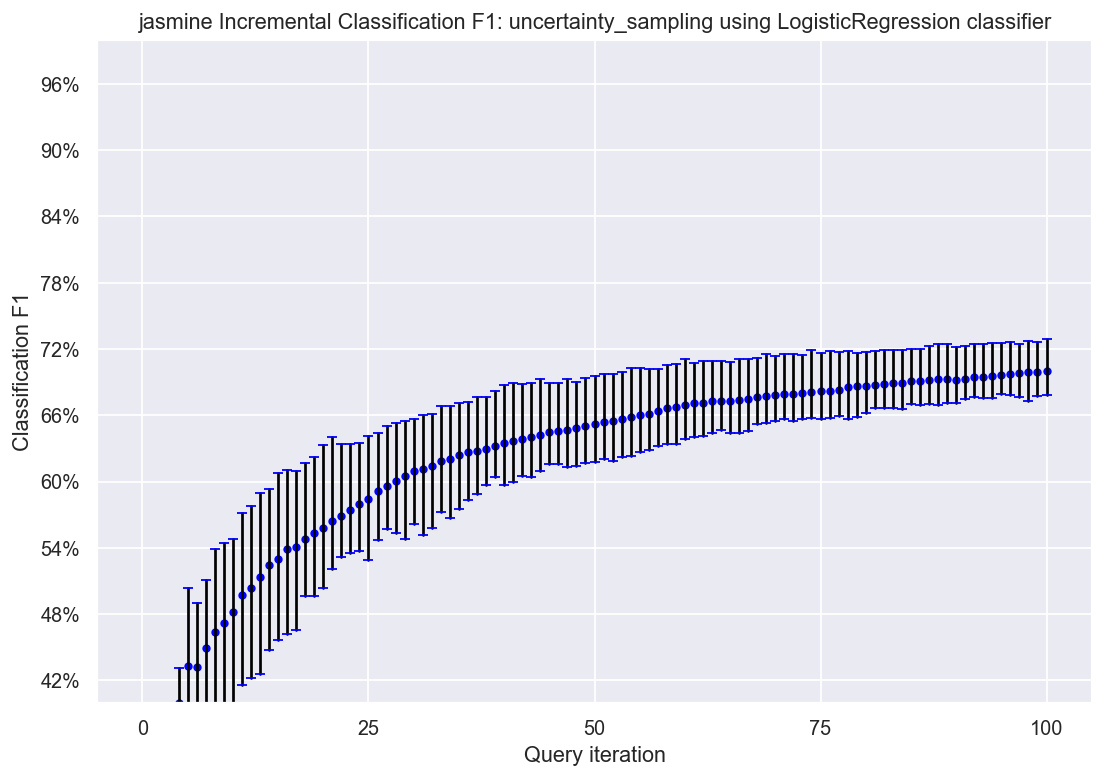 jasmine Incremental Classification F1: uncertainty_sampling using LogisticRegression classifier
96%
90%
84%
78%
72%
66%
60%
54%
48%
42%
Classification F1
0 25 50 75 100
Query iteration